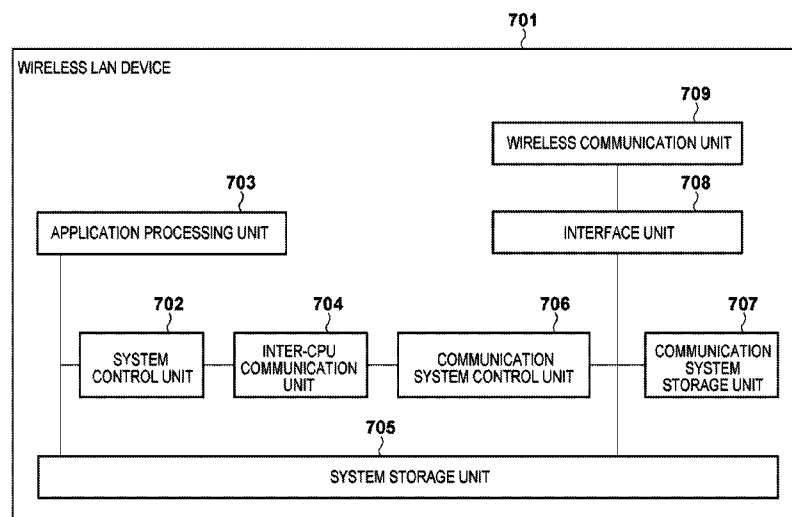 701
WIRELESS LAN DEVICE
709
WIRELESS COMMUNICATION UNIT
703
708
APPLICATION PROCESSING UNIT
INTERFACE UNIT
702
704
706
707
SYSTEM
CONTROL UNIT
INTER-CPU
COMMUNICATION
UNIT
COMMUNICATION
SYSTEM CONTROL UNIT
COMMUNICATION
SYSTEM
STORAGE UNIT
705
SYSTEM STORAGE UNIT